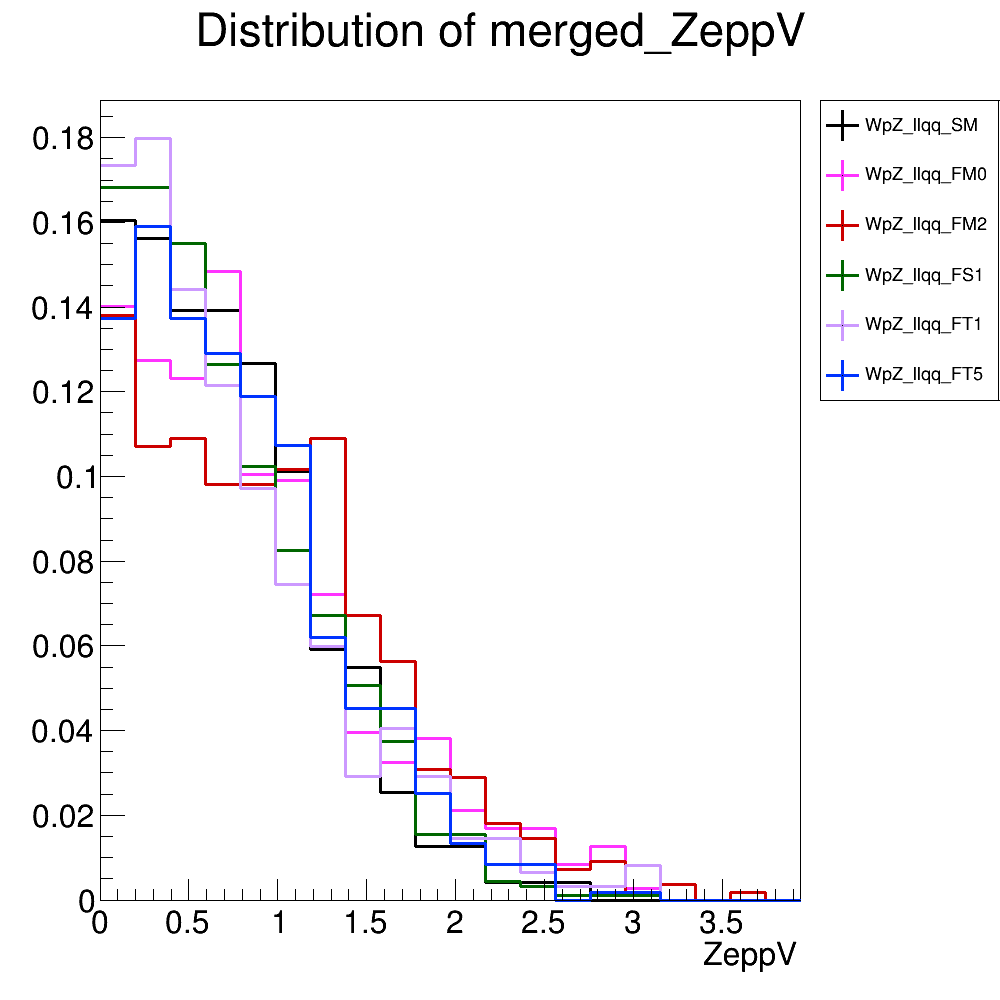 Distribution of merged_ZeppV
0.18
0.16
0.14
0.12
0.1
0.08
0.06
0.04
0.02
0
0 0.5 1 1.5 2 2.5 3 3.5
ZeppV
WpZ_llqq_SM
WpZ_llqq_FM0
WpZ_llqq_FM2
WpZ_llqq_FS1
WpZ_llqq_FT1
WpZ_llqq_FT5